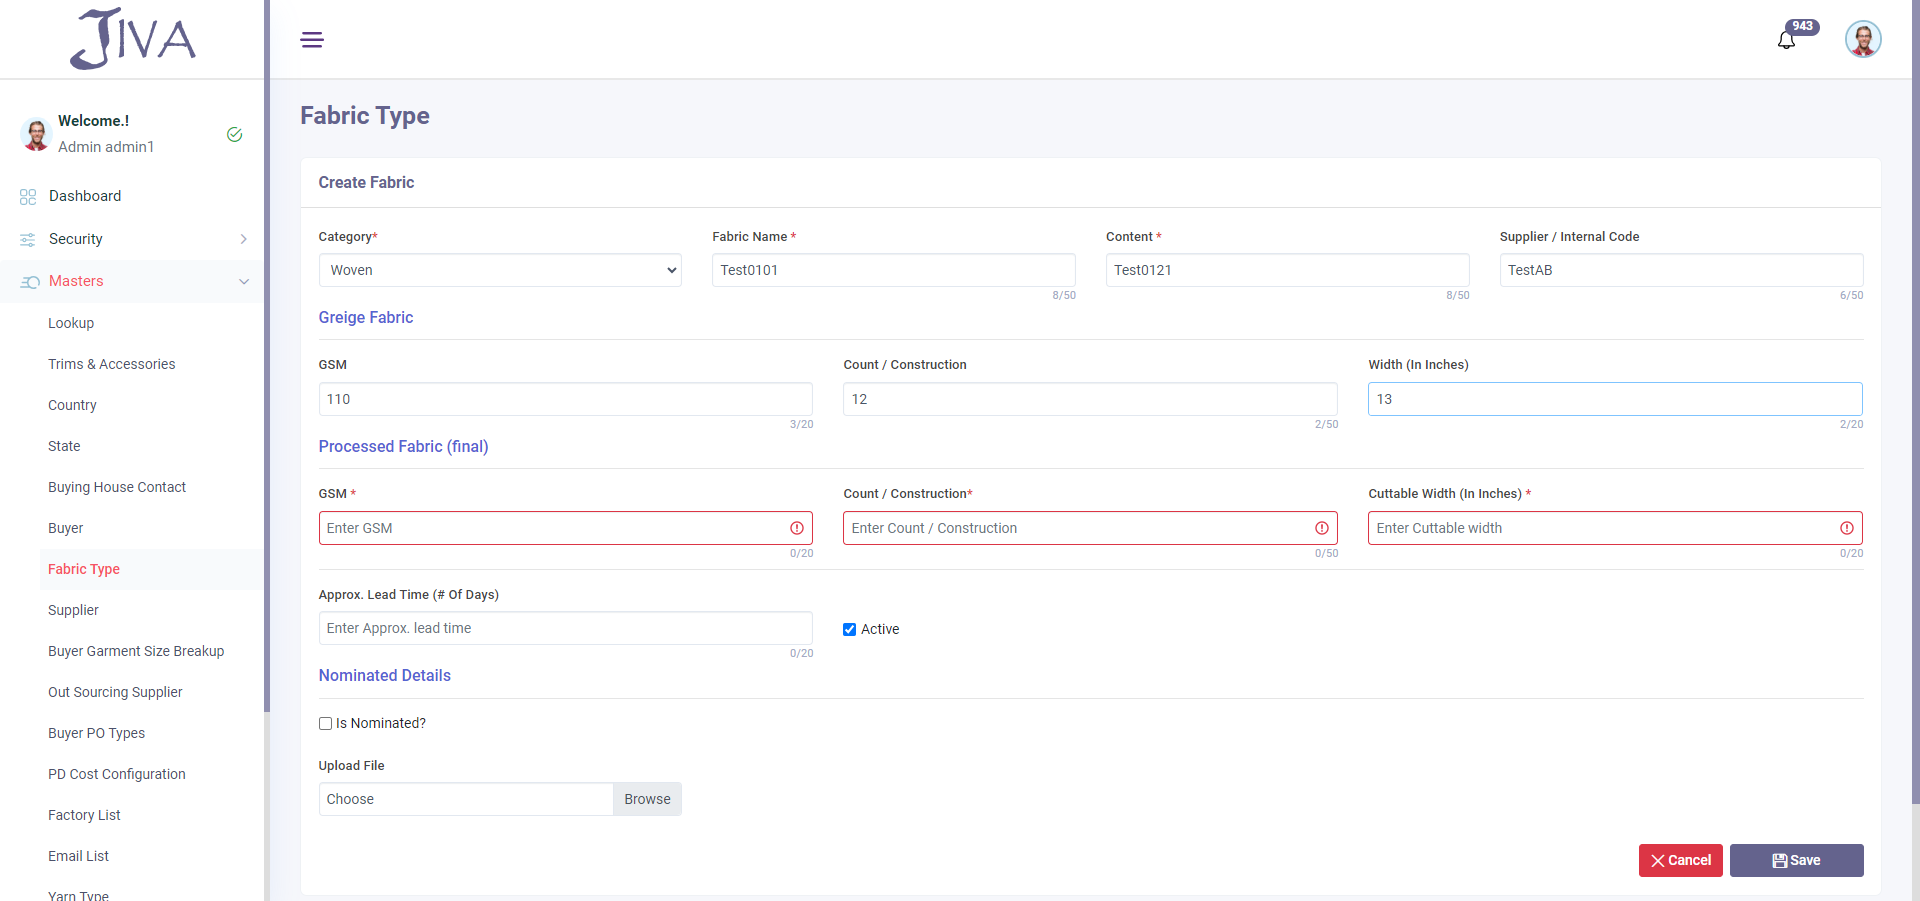 JIVA
943
Welcome.!
Admin admin1
Dashboard
Security
Masters
Lookup
Trims & Accessories
Country
State
Buying House Contact
Buyer
Fabric Type
Supplier
Buyer Garment Size Breakup
Out Sourcing Supplier
Buyer PO Types
PD Cost Configuration
Factory List
Email List
Yarn Type
Fabric Type
Create Fabric
Category* Fabric Name * Content * Supplier / Internal Code
Woven Test0101 Test0121 TestAB
8/50 8/50 6/50
Greige Fabric
GSM Count / Construction Width (In Inches)
110 12 13
3/20 2/50 2/20
Processed Fabric (final)
GSM * Count / Construction* Cuttable Width (In Inches) *
Enter GSM Enter Count / Construction Enter Cuttable width
0/20 0/50 0/20
Approx. Lead Time (# Of Days)
Enter Approx. lead time Active
0/20
Nominated Details
Is Nominated?
Upload File
Choose Browse
Cancel Save